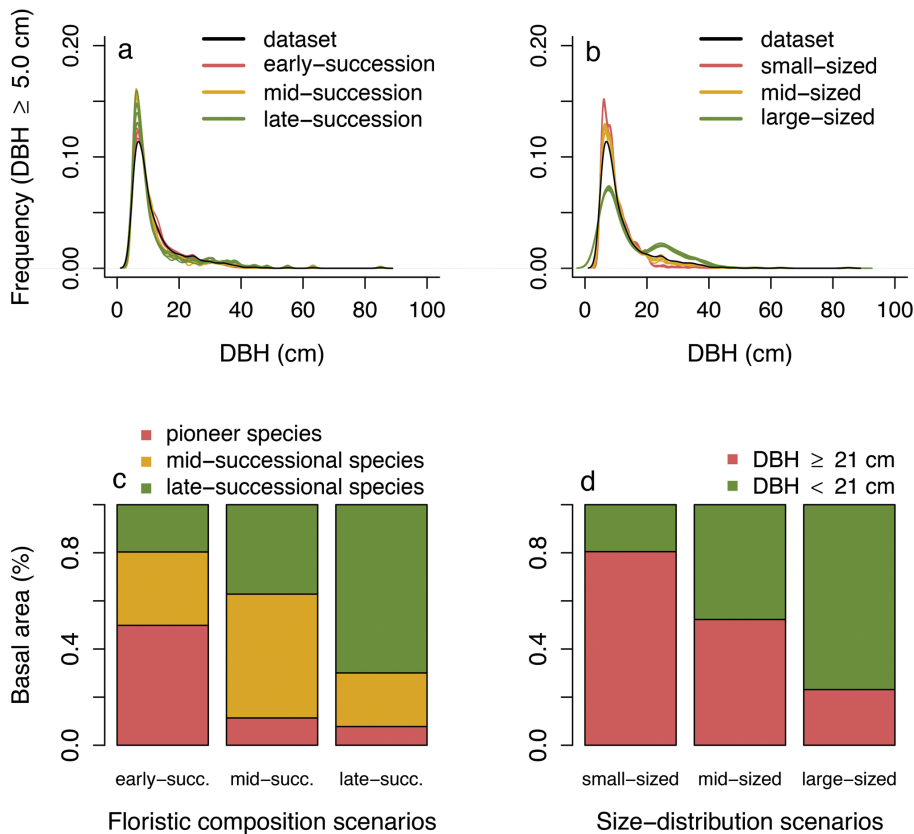 a
dataset
early−succession
mid−succession
late−succession
Frequency (DBH ≥ 5.0 cm)
0.20
0.10
0.00
0 20 40 60 80 100
DBH (cm)
b
dataset
small−sized
mid−sized
large−sized
0.20
0.10
0.00
0 20 40 60 80 100
DBH (cm)
c
pioneer species
mid−successional species
late−successional species
Basal area (%)
0.8
0.4
0.0
early−succ. mid−succ. late−succ.
Floristic composition scenarios
d
DBH ≥ 21 cm
DBH < 21 cm
0.8
0.4
0.0
small−sized mid−sized large−sized
Size−distribution scenarios